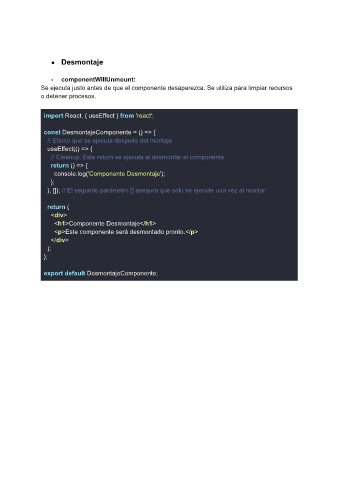 • Desmontaje
- componentWillUnmount:
Se ejecuta justo antes de que el componente desaparezca. Se utiliza para limpiar recursos
o detener procesos.
import React, { useEffect } from 'react';
const DesmontajeComponente = () => {
// Efecto que se ejecuta después del montaje
useEffect(() => {
// Cleanup: Este return se ejecuta al desmontar el componente
return () => {
console.log('Componente Desmontaje');
};
}, []); // El segundo parámetro [] asegura que solo se ejecute una vez al montar
return (
<div>
<h1>Componente Desmontaje</h1>
<p>Este componente será desmontado pronto.</p>
</div>
);
};
export default DesmontajeComponente;